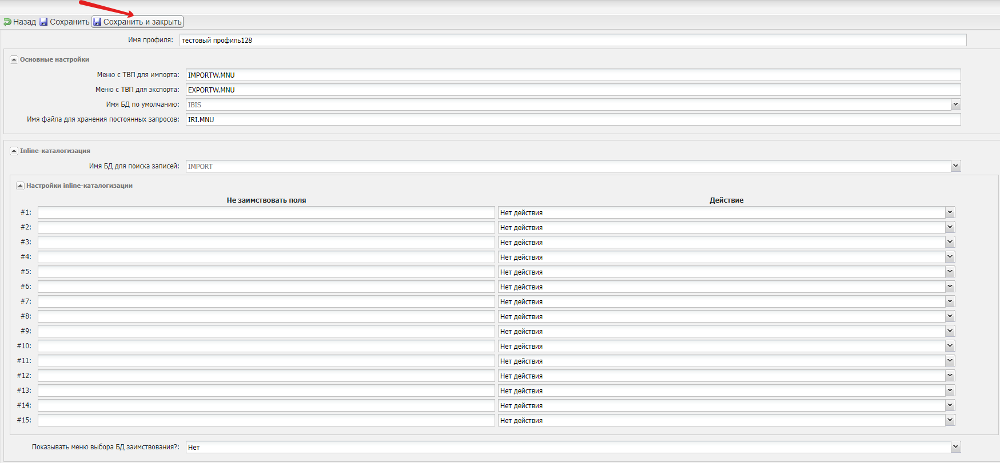 Назад Сохранить Сохранить и закрыть
Имя профиля: тестовый профиль128
Основные настройки
Меню с ТВП для импорта: IMPORTW.MNU
Меню с ТВП для экспорта: EXPORTW.MNU
Имя БД по умолчанию: IBIS
Имя файла для хранения постоянных запросов: IRI.MNU
Inline-каталогизация
Имя БД для поиска записей: IMPORT
Настройки inline-каталогизации
Не заимствовать поля Действие
#1: Нет действия
#2: Нет действия
#3: Нет действия
#4: Нет действия
#5: Нет действия
#6: Нет действия
#7: Нет действия
#8: Нет действия
#9: Нет действия
#10: Нет действия
#11: Нет действия
#12: Нет действия
#13: Нет действия
#14: Нет действия
#15: Нет действия
Показывать меню выбора БД заимствования?: Нет